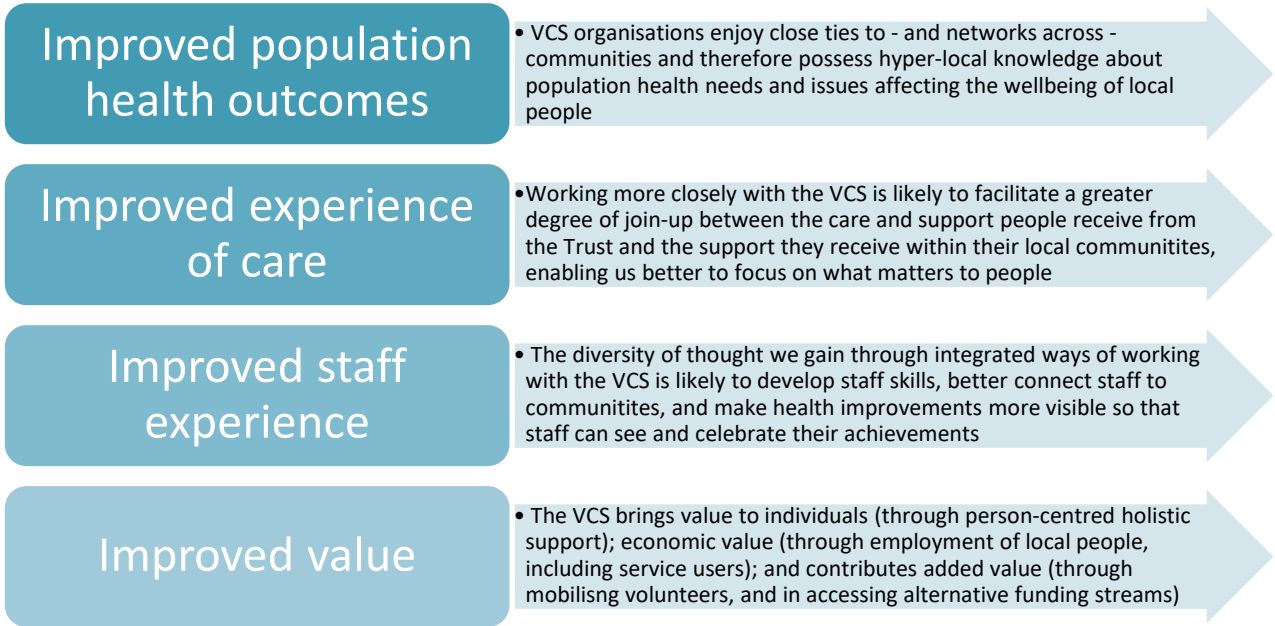 Improved population
health outcomes
• VCS organisations enjoy close ties to - and networks across -
communities and therefore possess hyper-local knowledge about
population health needs and issues affecting the wellbeing of local
people
Improved experience
of care
•Working more closely with the VCS is likely to facilitate a greater
degree of join-up between the care and support people receive from
the Trust and the support they receive within their local communitites,
enabling us better to focus on what matters to people
Improved staff
experience
• The diversity of thought we gain through integrated ways of working
with the VCS is likely to develop staff skills, better connect staff to
communitites, and make health improvements more visible so that
staff can see and celebrate their achievements
Improved value
• The VCS brings value to individuals (through person-centred holistic
support); economic value (through employment of local people,
including service users); and contributes added value (through
mobilisng volunteers, and in accessing alternative funding streams)